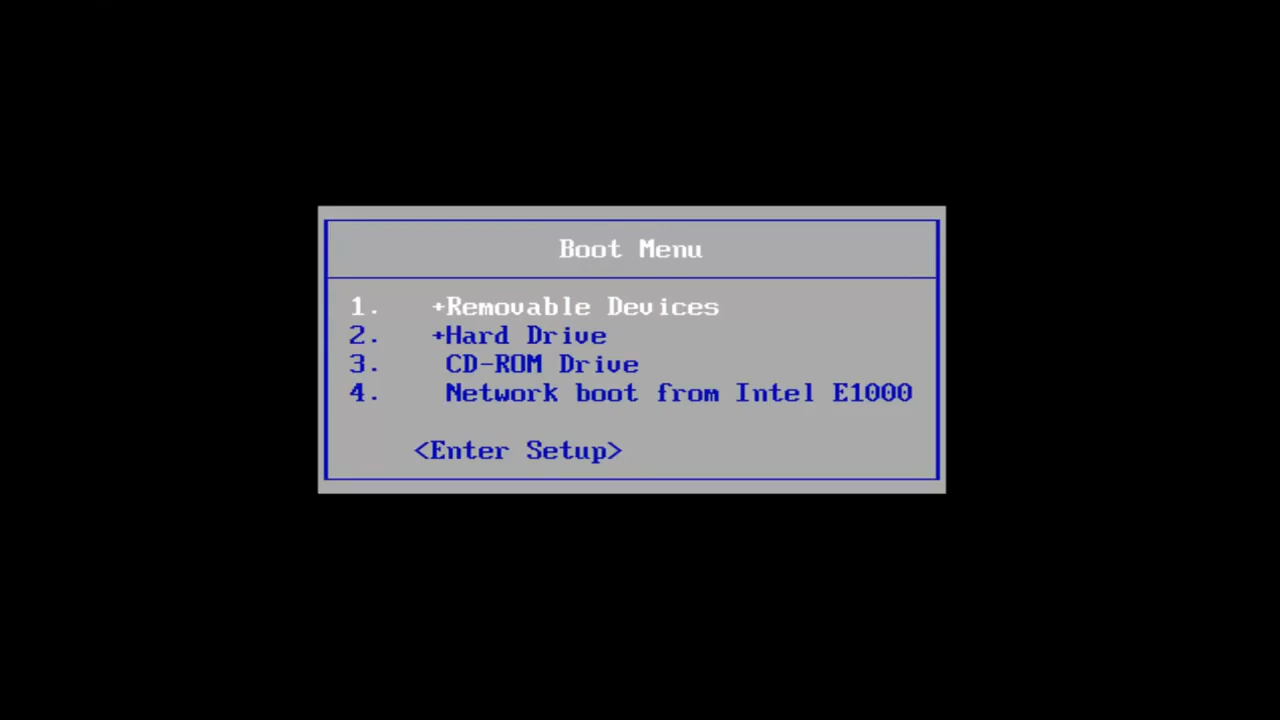 Boot Menu
1. +Removable Devices
2. +Hard Drive
3. CD-ROM Drive
4. Network boot from Intel E1000
<Enter Setup>